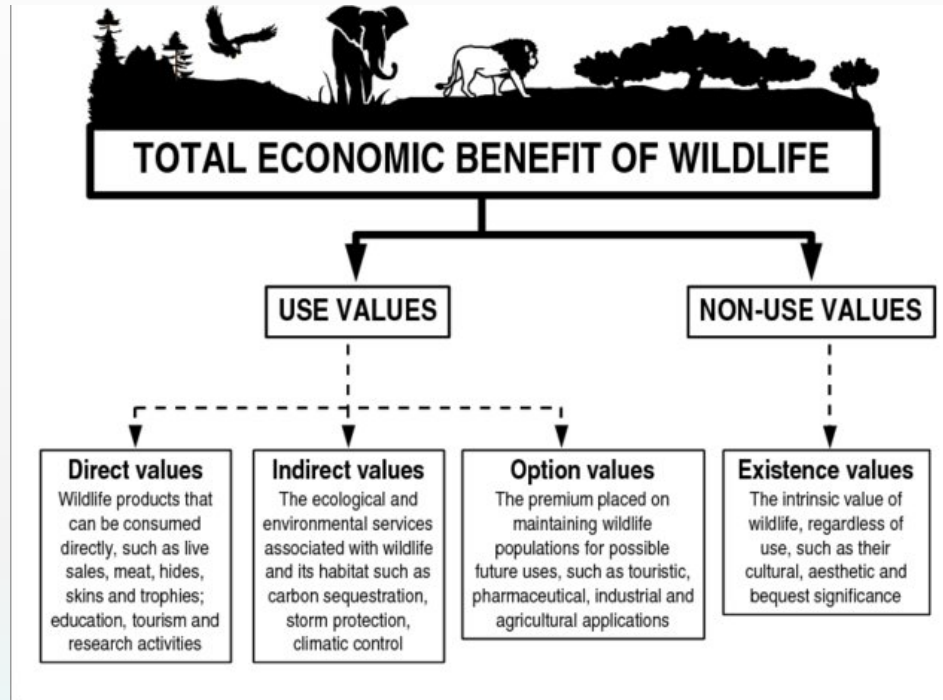 TOTAL ECONOMIC BENEFIT OF WILDLIFE
USE VALUES
NON-USE VALUES
Direct values
Wildlife products that
can be consumed
directly, such as live
sales, meat, hides,
skins and trophies;
education, tourism and
research activities
Indirect values
The ecological and
environmental services
associated with wildlife
and its habitat such as
carbon sequestration,
storm protection,
climatic control
Option values
The premium placed on
maintaining wildlife
populations for possible
future uses, such as touristic,
pharmaceutical, industrial and
agricultural applications
Existence values
The intrinsic value of
wildlife, regardless of
use, such as their
cultural, aesthetic and
bequest significance